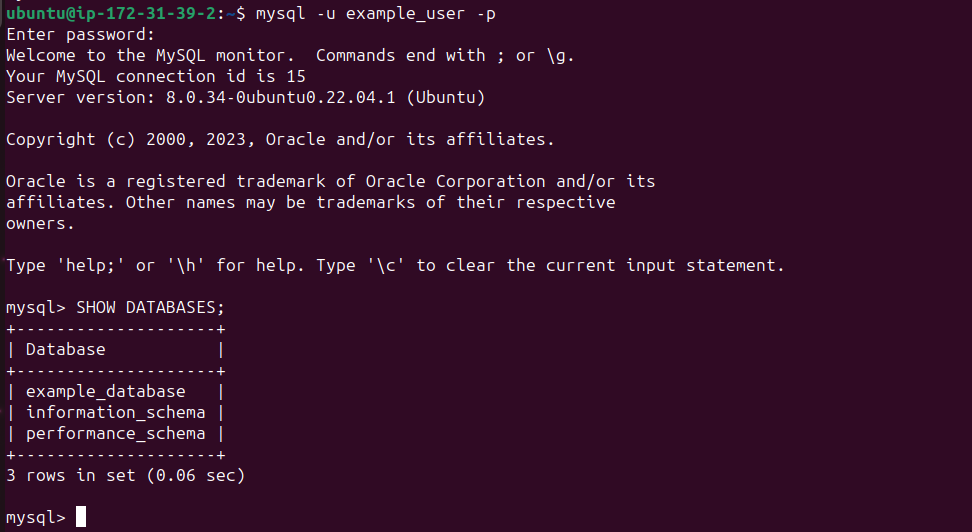 ubuntu@ip-172-31-39-2:~$ mysql -u example_user -p
Enter password:
Welcome to the MySQL monitor.  Commands end with ; or \g.
Your MySQL connection id is 15
Server version: 8.0.34-0ubuntu0.22.04.1 (Ubuntu)
Copyright (c) 2000, 2023, Oracle and/or its affiliates.
Oracle is a registered trademark of Oracle Corporation and/or its
affiliates. Other names may be trademarks of their respective
owners.
Type 'help;' or '\h' for help. Type '\c' to clear the current input statement.
mysql> SHOW DATABASES;
+--------------------+
| Database           |
+--------------------+
| example_database   |
| information_schema |
| performance_schema |
+--------------------+
3 rows in set (0.06 sec)
mysql>